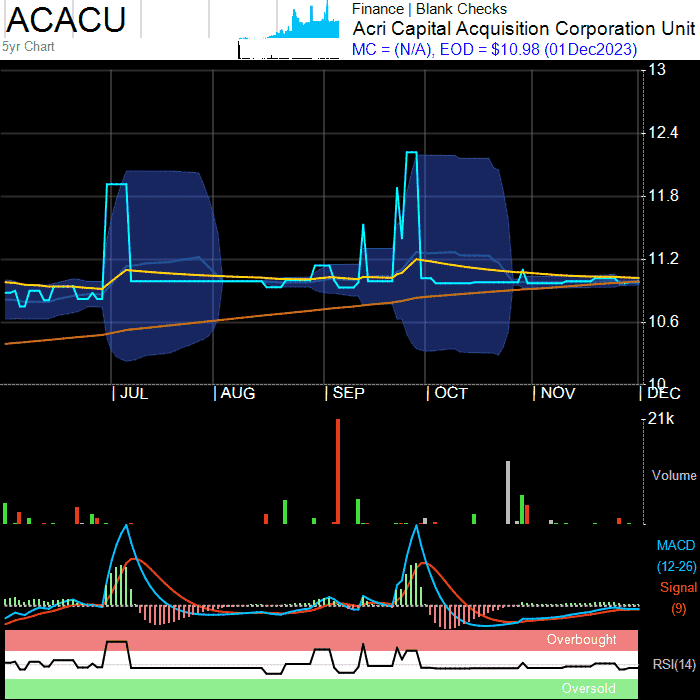 ACACU
5yr Chart
Finance | Blank Checks
Acri Capital Acquisition Corporation Unit
MC = (N/A), EOD = $10.98 (01Dec2023)
13
12.4
11.8
11.2
10.6
10
| JUL | AUG | SEP | OCT | NOV | DEC
21k
Volume
MACD
(12-26)
Signal
(9)
Overbought
RSI(14)
Oversold